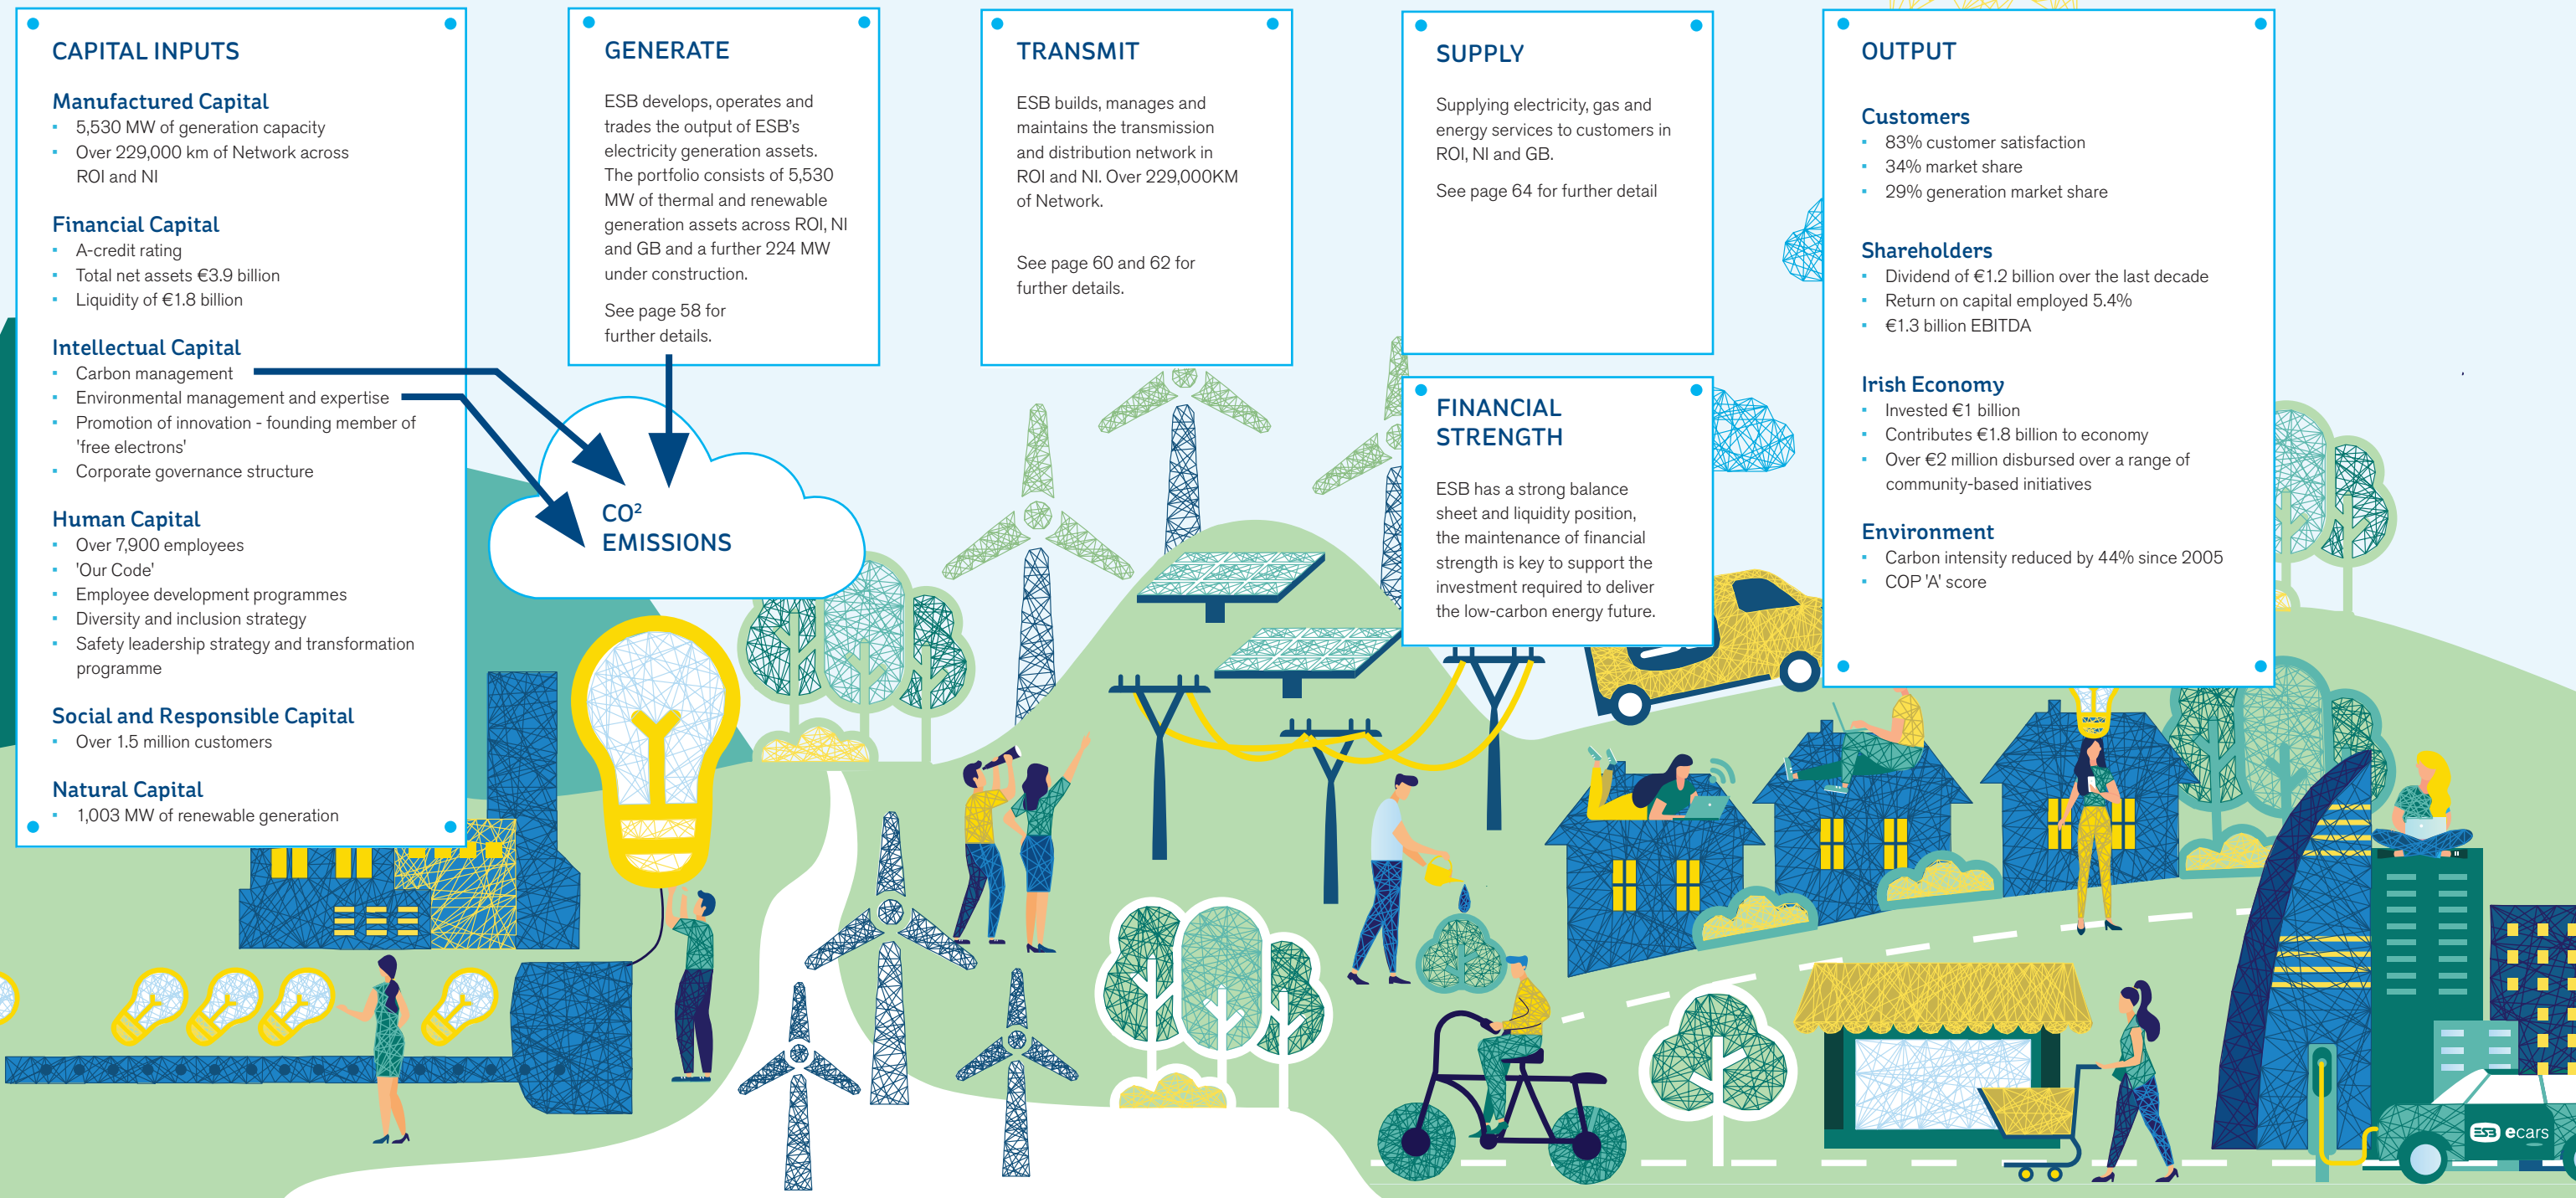 CAPITAL INPUTS
Manufactured Capital
▪ 5,530 MW of generation capacity
▪ Over 229,000 km of Network across
ROI and NI
Financial Capital
▪ A-credit rating
▪ Total net assets €3.9 billion
▪ Liquidity of €1.8 billion
Intellectual Capital
▪ Carbon management
▪ Environmental management and expertise
▪ Promotion of innovation - founding member of
'free electrons'
▪ Corporate governance structure
Human Capital
▪ Over 7,900 employees
▪ 'Our Code'
▪ Employee development programmes
▪ Diversity and inclusion strategy
▪ Safety leadership strategy and transformation
programme
Social and Responsible Capital
▪ Over 1.5 million customers
Natural Capital
▪ 1,003 MW of renewable generation
GENERATE
ESB develops, operates and
trades the output of ESB's
electricity generation assets.
The portfolio consists of 5,530
MW of thermal and renewable
generation assets across ROI, NI
and GB and a further 224 MW
under construction.
See page 58 for
further details.
CO²
EMISSIONS
TRANSMIT
ESB builds, manages and
maintains the transmission
and distribution network in
ROI and NI. Over 229,000KM
of Network.
See page 60 and 62 for
further details.
SUPPLY
Supplying electricity, gas and
energy services to customers in
ROI, NI and GB.
See page 64 for further detail
FINANCIAL
STRENGTH
ESB has a strong balance
sheet and liquidity position,
the maintenance of financial
strength is key to support the
investment required to deliver
the low-carbon energy future.
OUTPUT
Customers
▪ 83% customer satisfaction
▪ 34% market share
▪ 29% generation market share
Shareholders
▪ Dividend of €1.2 billion over the last decade
▪ Return on capital employed 5.4%
▪ €1.3 billion EBITDA
Irish Economy
▪ Invested €1 billion
▪ Contributes €1.8 billion to economy
▪ Over €2 million disbursed over a range of
community-based initiatives
Environment
▪ Carbon intensity reduced by 44% since 2005
▪ COP 'A' score
ESB ecars